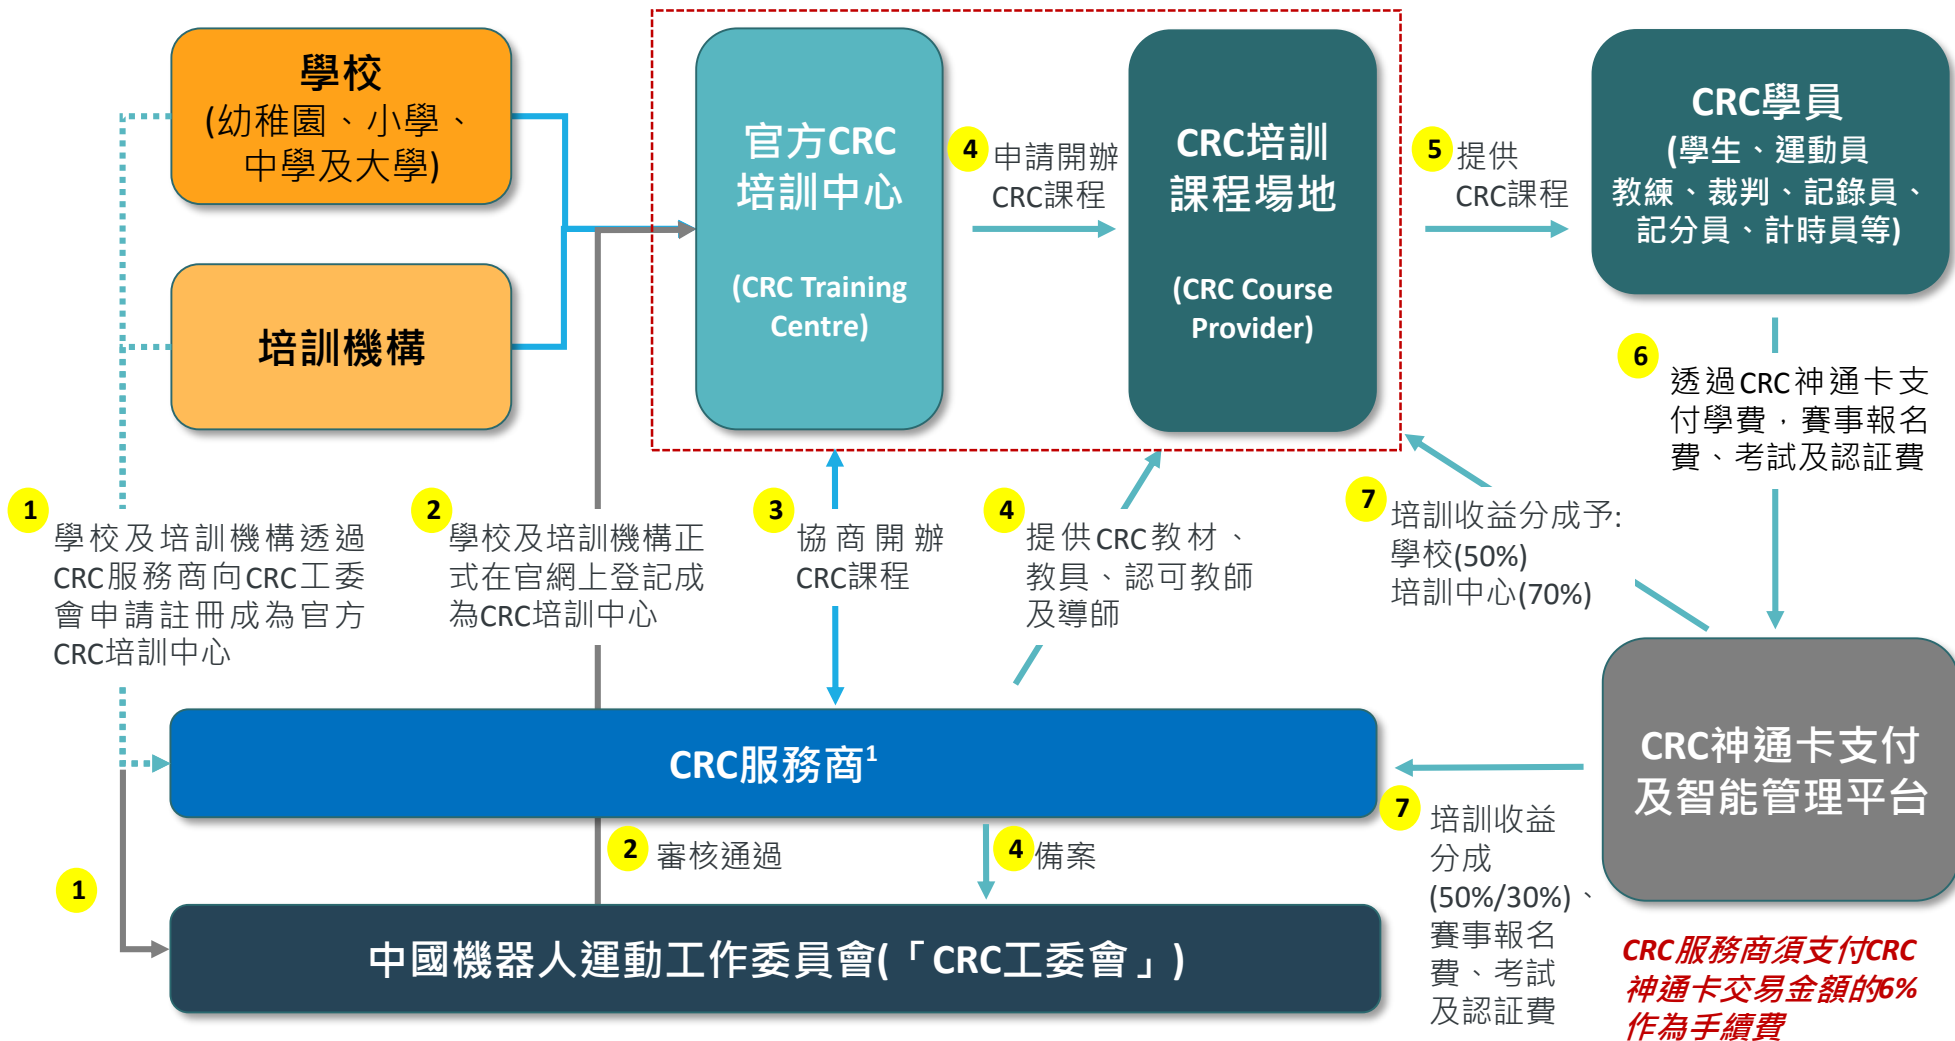 學校
(幼稚園、小學、
中學及大學)
培訓機構
官方CRC
培訓中心
(CRC Training
Centre)
4
申請開辦
CRC課程
CRC培訓
課程場地
(CRC Course
Provider)
5
提供
CRC課程
CRC學員
(學生、運動員
教練、裁判、記錄員、
記分員、計時員等)
6
透過CRC神通卡支
付學費，賽事報名
費、考試及認証費
1
學校及培訓機構透過
CRC服務商向CRC工委
會申請註冊成為官方
CRC培訓中心
2
學校及培訓機構正
式在官網上登記成
為CRC培訓中心
3
協商開辦
CRC課程
4
提供CRC教材、
教具、認可教師
及導師
7
培訓收益分成予:
學校(50%)
培訓中心(70%)
CRC服務商1
CRC神通卡支付
及智能管理平台
7
培訓收益
分成
(50%/30%)、
賽事報名
費、考試
及認証費
2
審核通過
4
備案
1
中國機器人運動工作委員會(「CRC工委會」)
CRC服務商須支付CRC
神通卡交易金額的6%
作為手續費